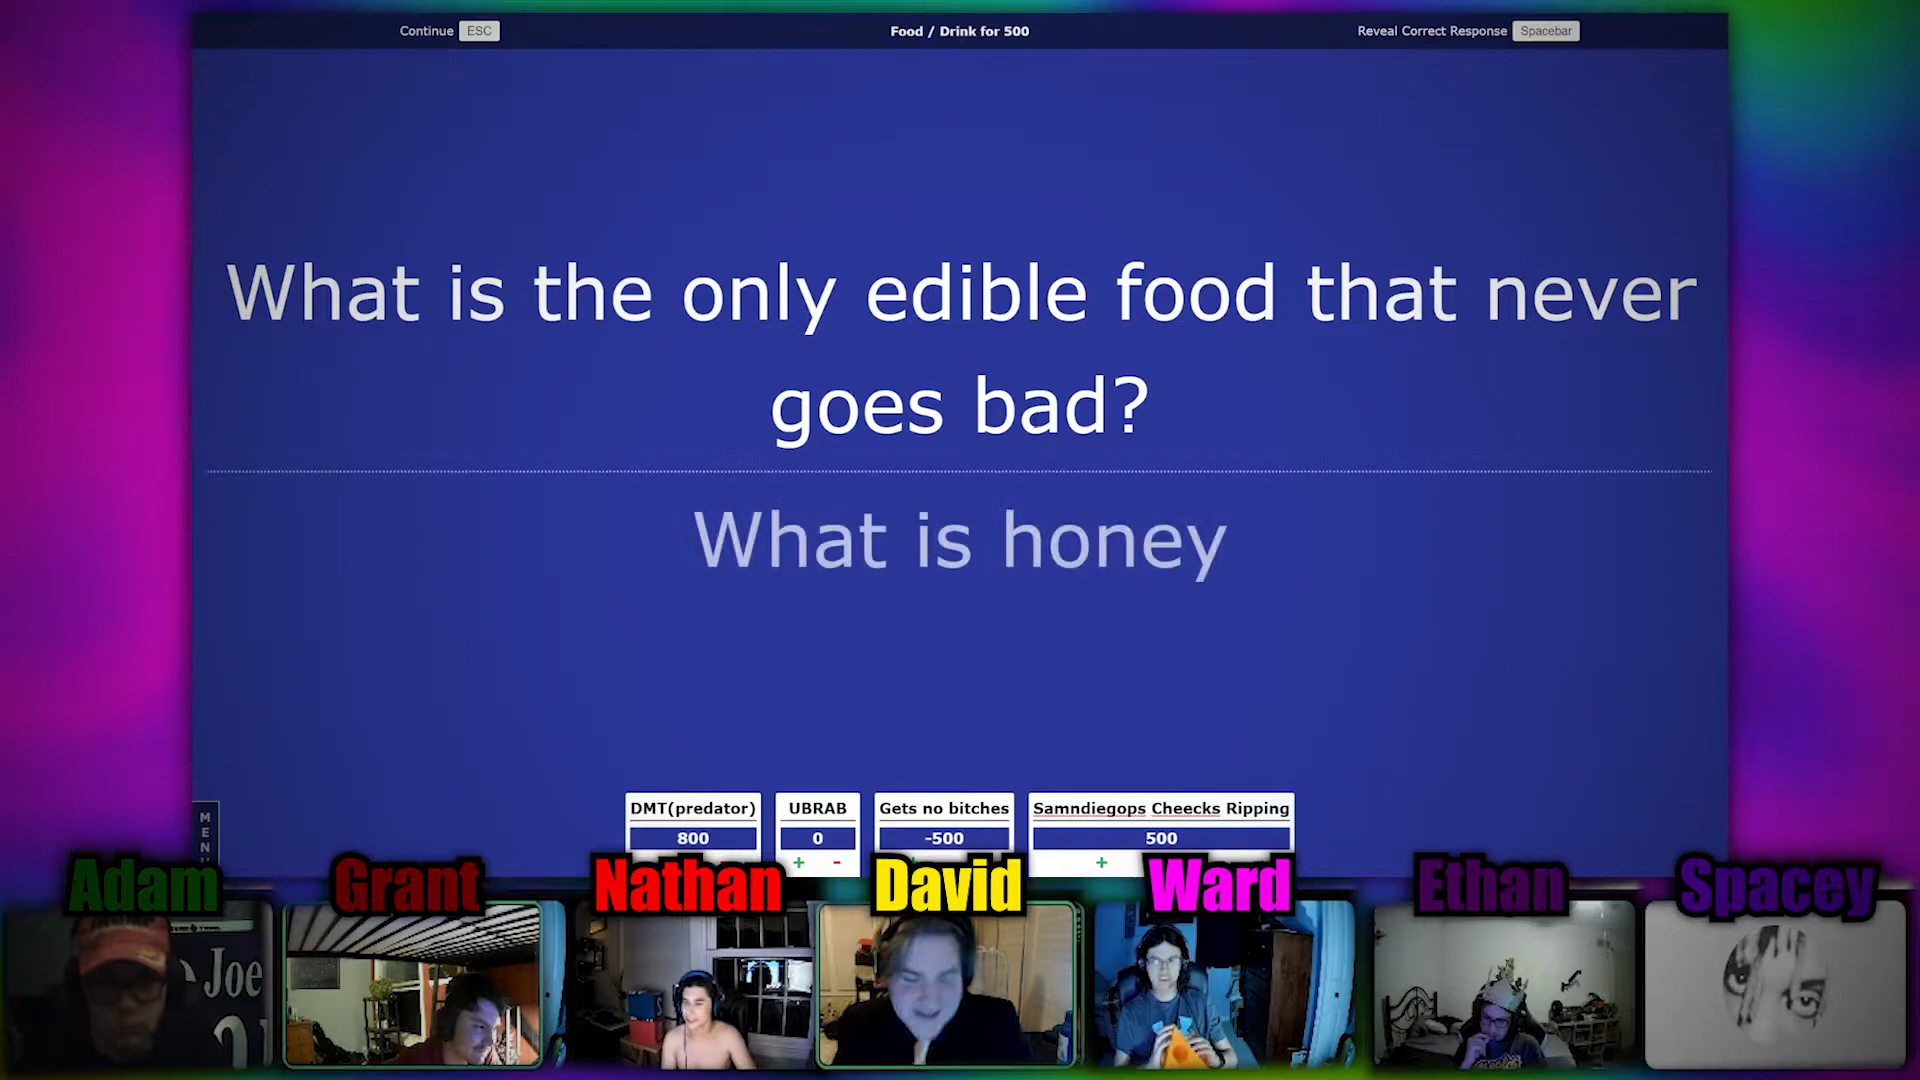 Continue ESC
Food / Drink for 500
Reveal Correct Response Spacebar
What is the only edible food that never
goes bad?
What is honey
MEN
DMT(predator)
800
UBRAB
0
+ -
Gets no bitches
-500
Samndiegops Cheecks Ripping
500
+
Adam
Grant
Nathan
David
Ward
Ethan
Spacey
Joe